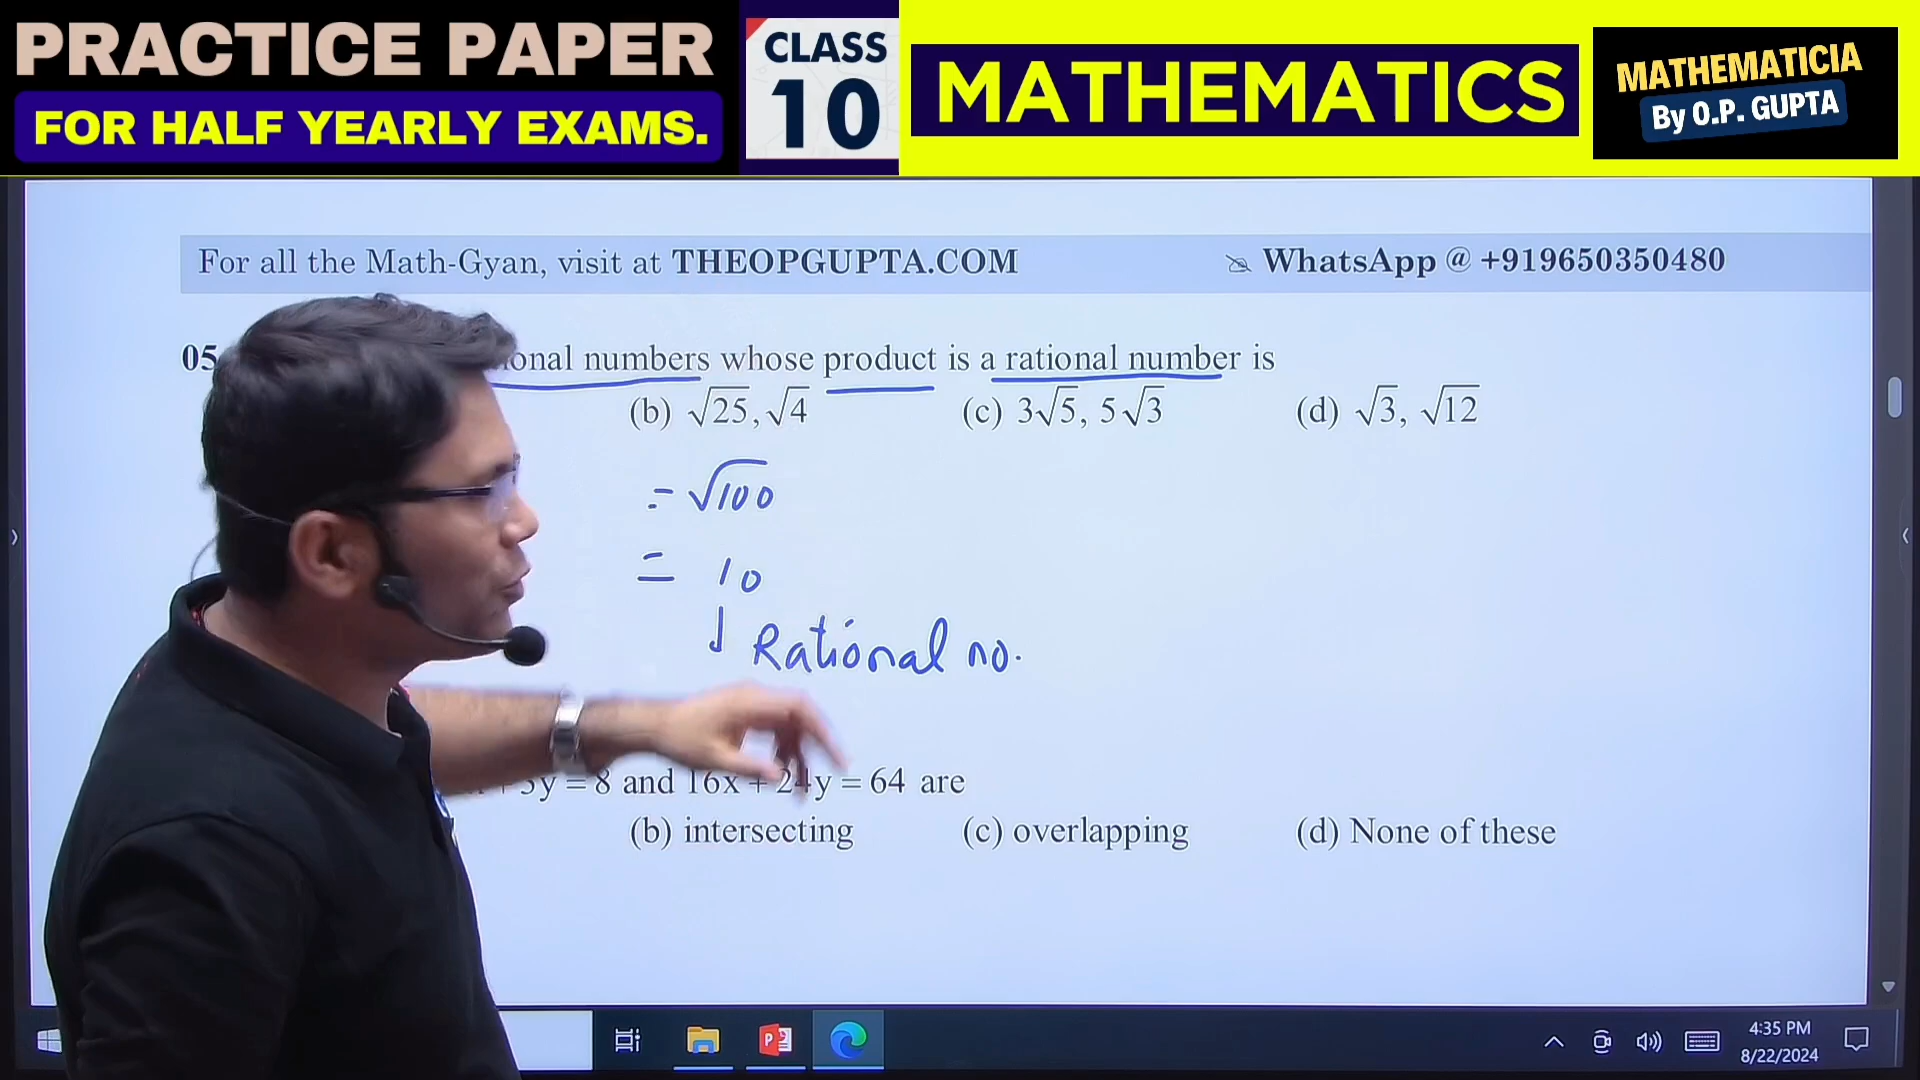 PRACTICE PAPER
FOR HALF YEARLY EXAMS.
CLASS
10
MATHEMATICS
MATHEMATICIA
By O.P. GUPTA
For all the Math-Gyan, visit at THEOPGUPTA.COM
WhatsApp @ +919650350480
05 numbers whose product is a rational number is
(b) √25, √4 (c) 3√5, 5√3 (d) √3, √12
= √100
= 10
↓ Rational no.
y = 8 and 16x + 24y = 64 are
(b) intersecting (c) overlapping (d) None of these
4:35 PM
8/22/2024